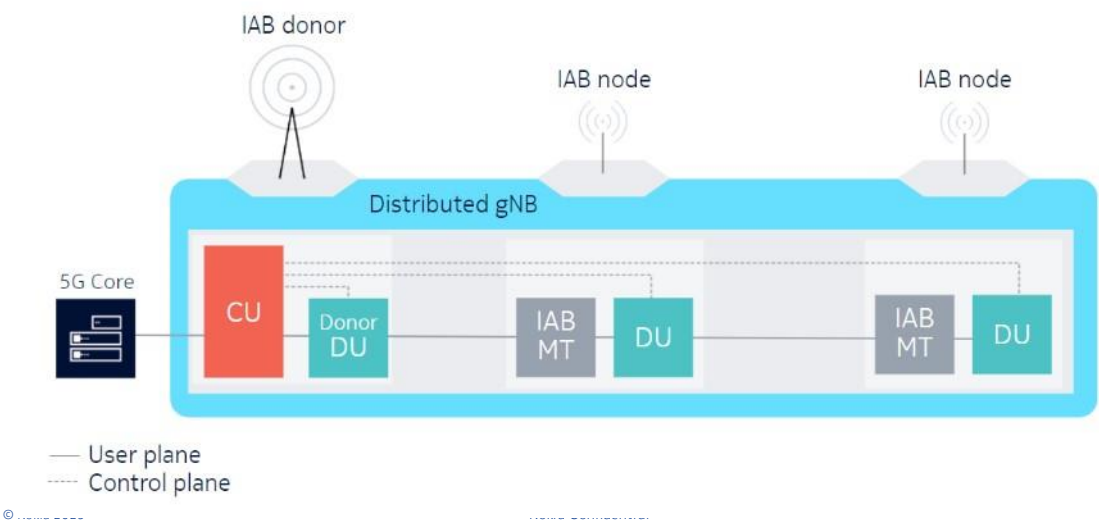 IAB donor
IAB node
IAB node
Distributed gNB
5G Core
CU
Donor
DU
IAB
MT
DU
IAB
MT
DU
User plane
Control plane
©